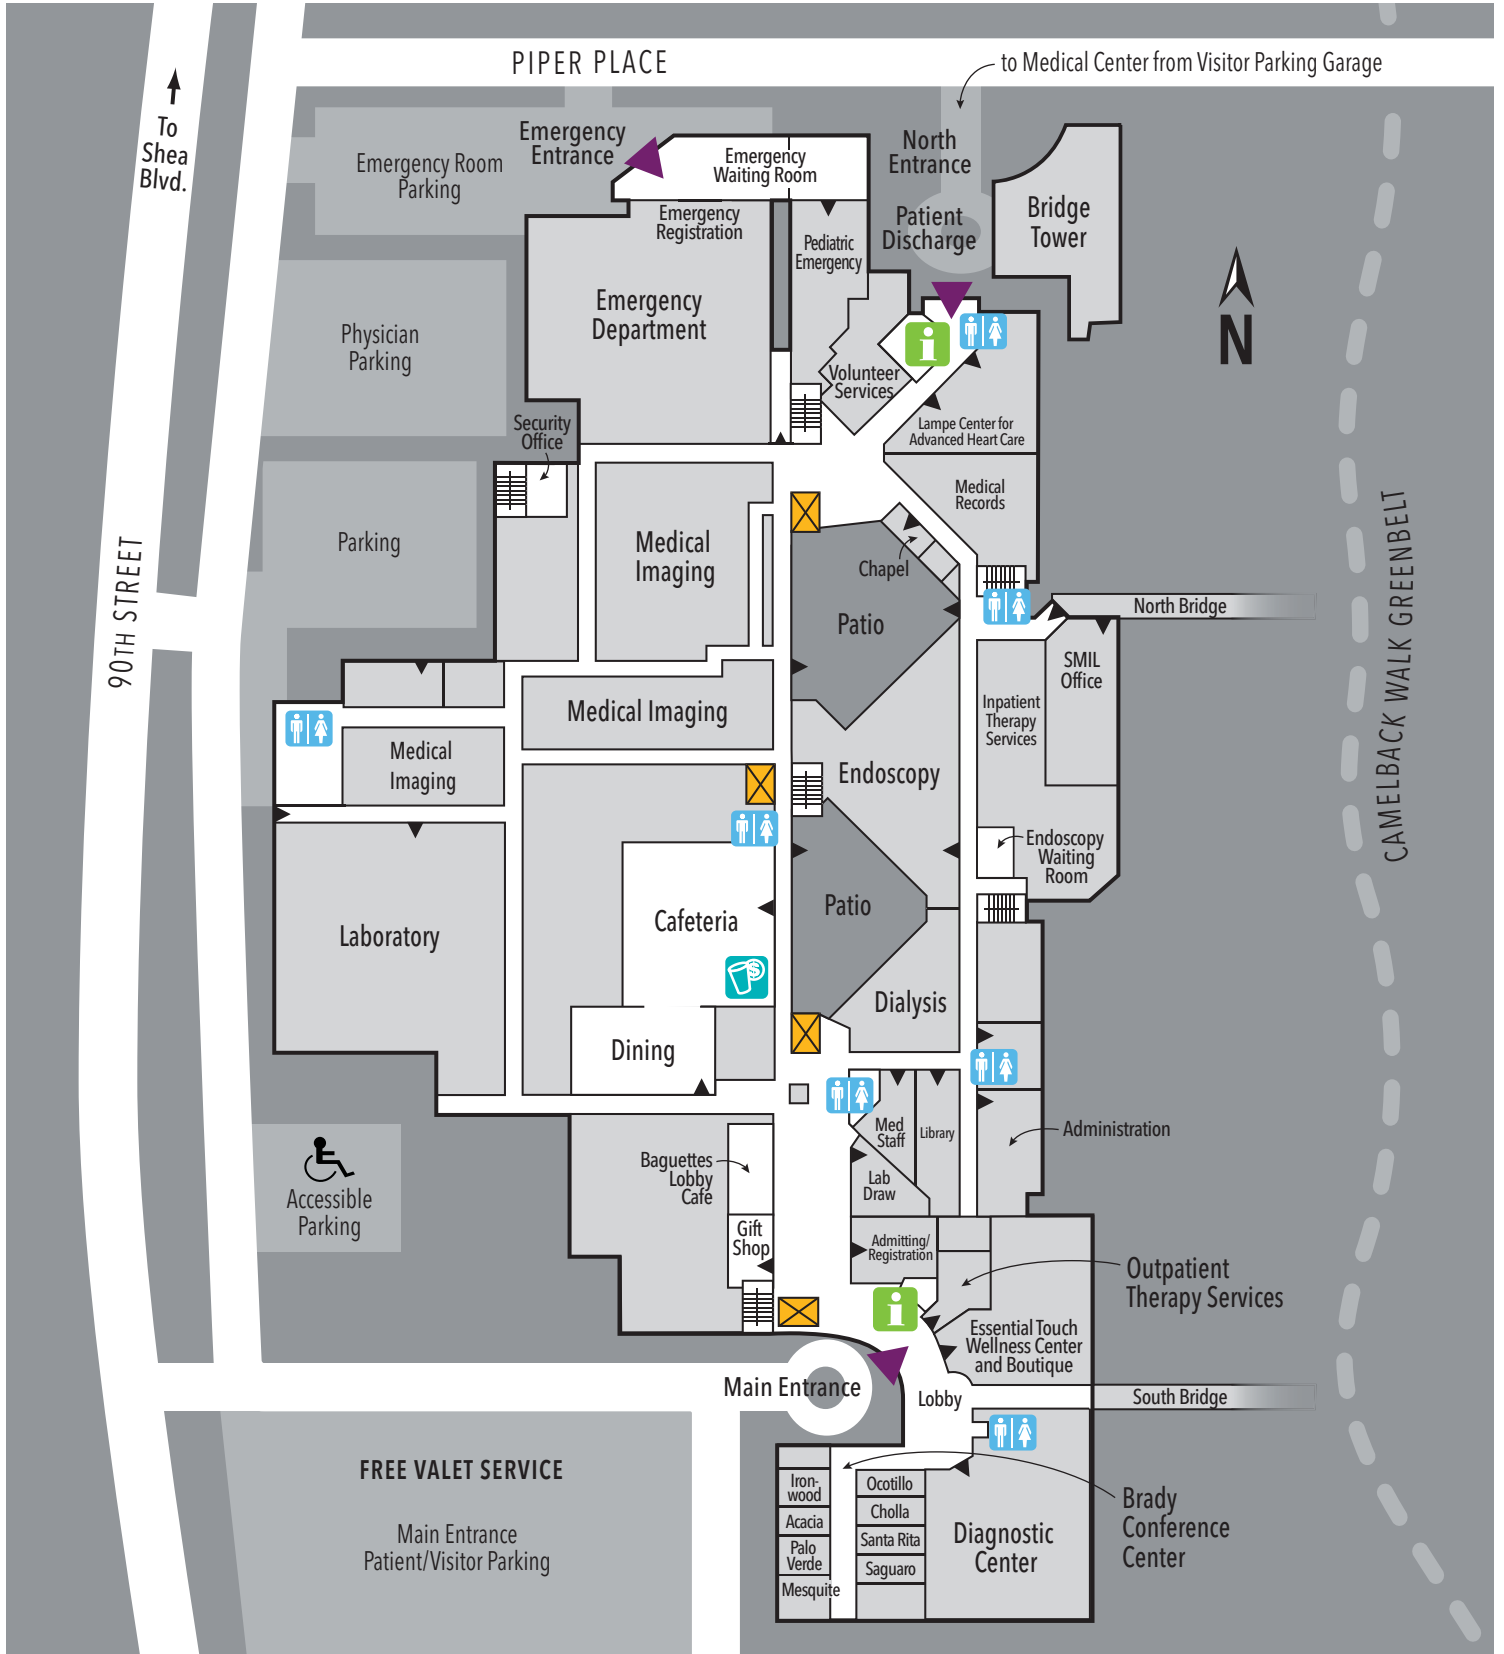 PIPER PLACE
to Medical Center from Visitor Parking Garage
To
Shea
Blvd.
Emergency
Entrance
Emergency Room
Parking
Emergency
Waiting Room
North
Entrance
Patient
Discharge
Bridge
Tower
Emergency
Registration
Pediatric
Emergency
Emergency
Department
Physician
Parking
N
Volunteer
Services
Security
Office
Lampe Center for
Advanced Heart Care
Medical
Records
Parking
Medical
Imaging
Chapel
Patio
North Bridge
90TH STREET
CAMELBACK WALK GREENBELT
SMIL
Office
Inpatient
Therapy
Services
Medical Imaging
Medical
Imaging
Endoscopy
Endoscopy
Waiting
Room
Laboratory
Cafeteria
$
Patio
Dialysis
Dining
Med
Staff
Library
Administration
Baguettes
Lobby
Cafe
Lab
Draw
Accessible
Parking
Gift
Shop
Admitting/
Registration
Outpatient
Therapy Services
Essential Touch
Wellness Center
and Boutique
Main Entrance
Lobby
South Bridge
FREE VALET SERVICE
Main Entrance
Patient/Visitor Parking
Iron-
wood
Acacia
Palo
Verde
Mesquite
Ocotillo
Cholla
Santa Rita
Saguaro
Diagnostic
Center
Brady
Conference
Center